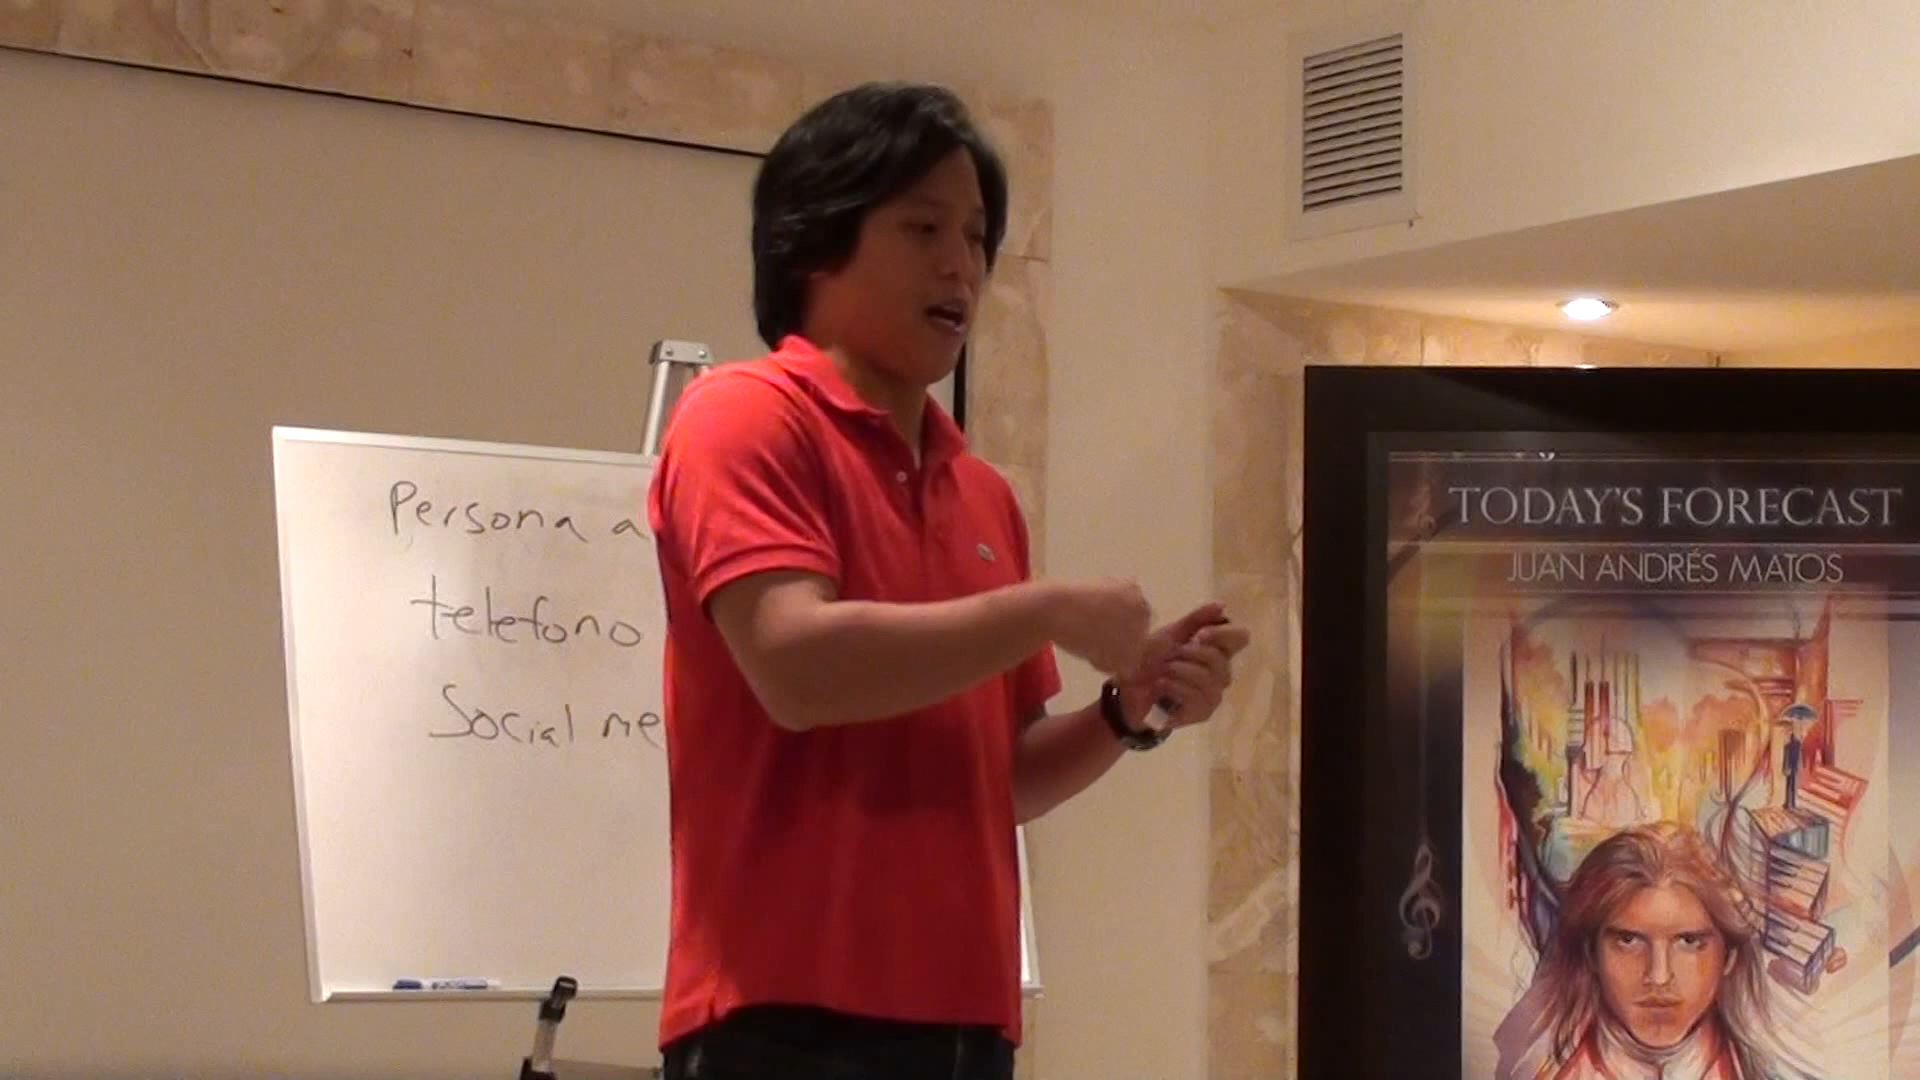 Persona a
telefono
Social me
TODAY'S FORECAST
JUAN ANDRÉS MATOS